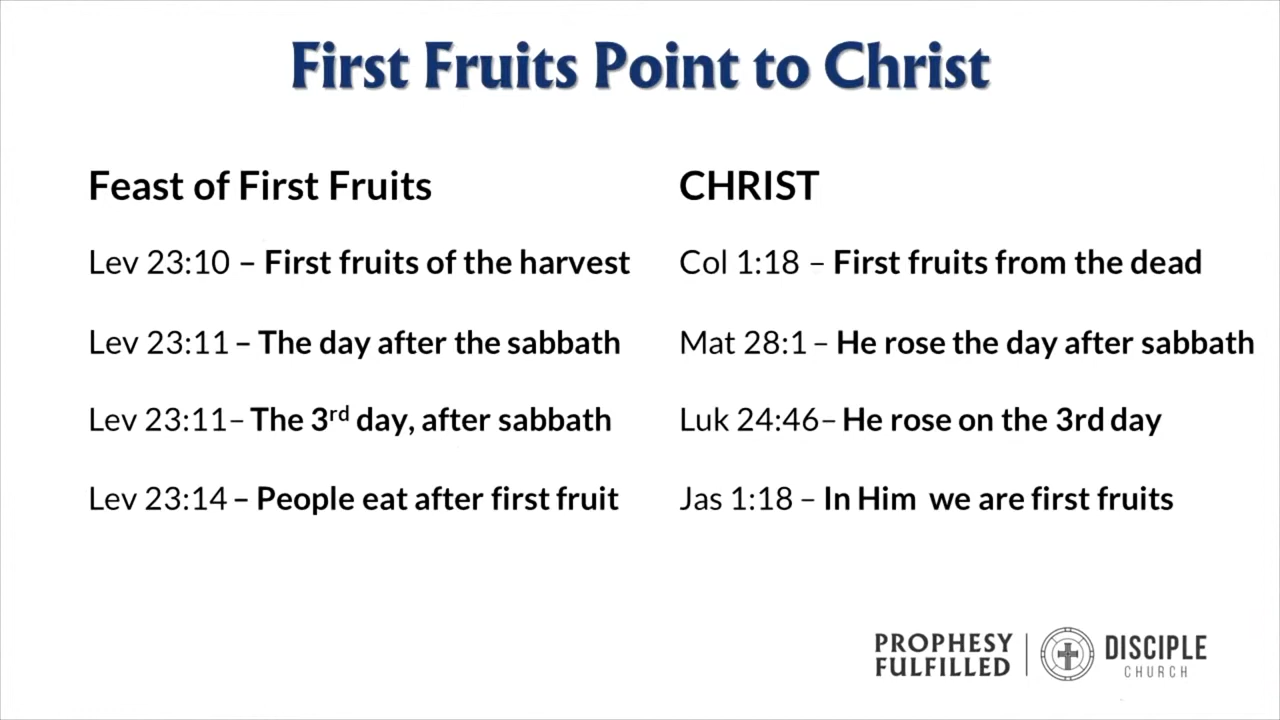 First Fruits Point to Christ
Feast of First Fruits
CHRIST
Lev 23:10 – First fruits of the harvest
Col 1:18 – First fruits from the dead
Lev 23:11 – The day after the sabbath
Mat 28:1 – He rose the day after sabbath
Lev 23:11– The 3rd day, after sabbath
Luk 24:46– He rose on the 3rd day
Lev 23:14 – People eat after first fruit
Jas 1:18 – In Him we are first fruits
PROPHESY
FULFILLED
DISCIPLE
CHURCH